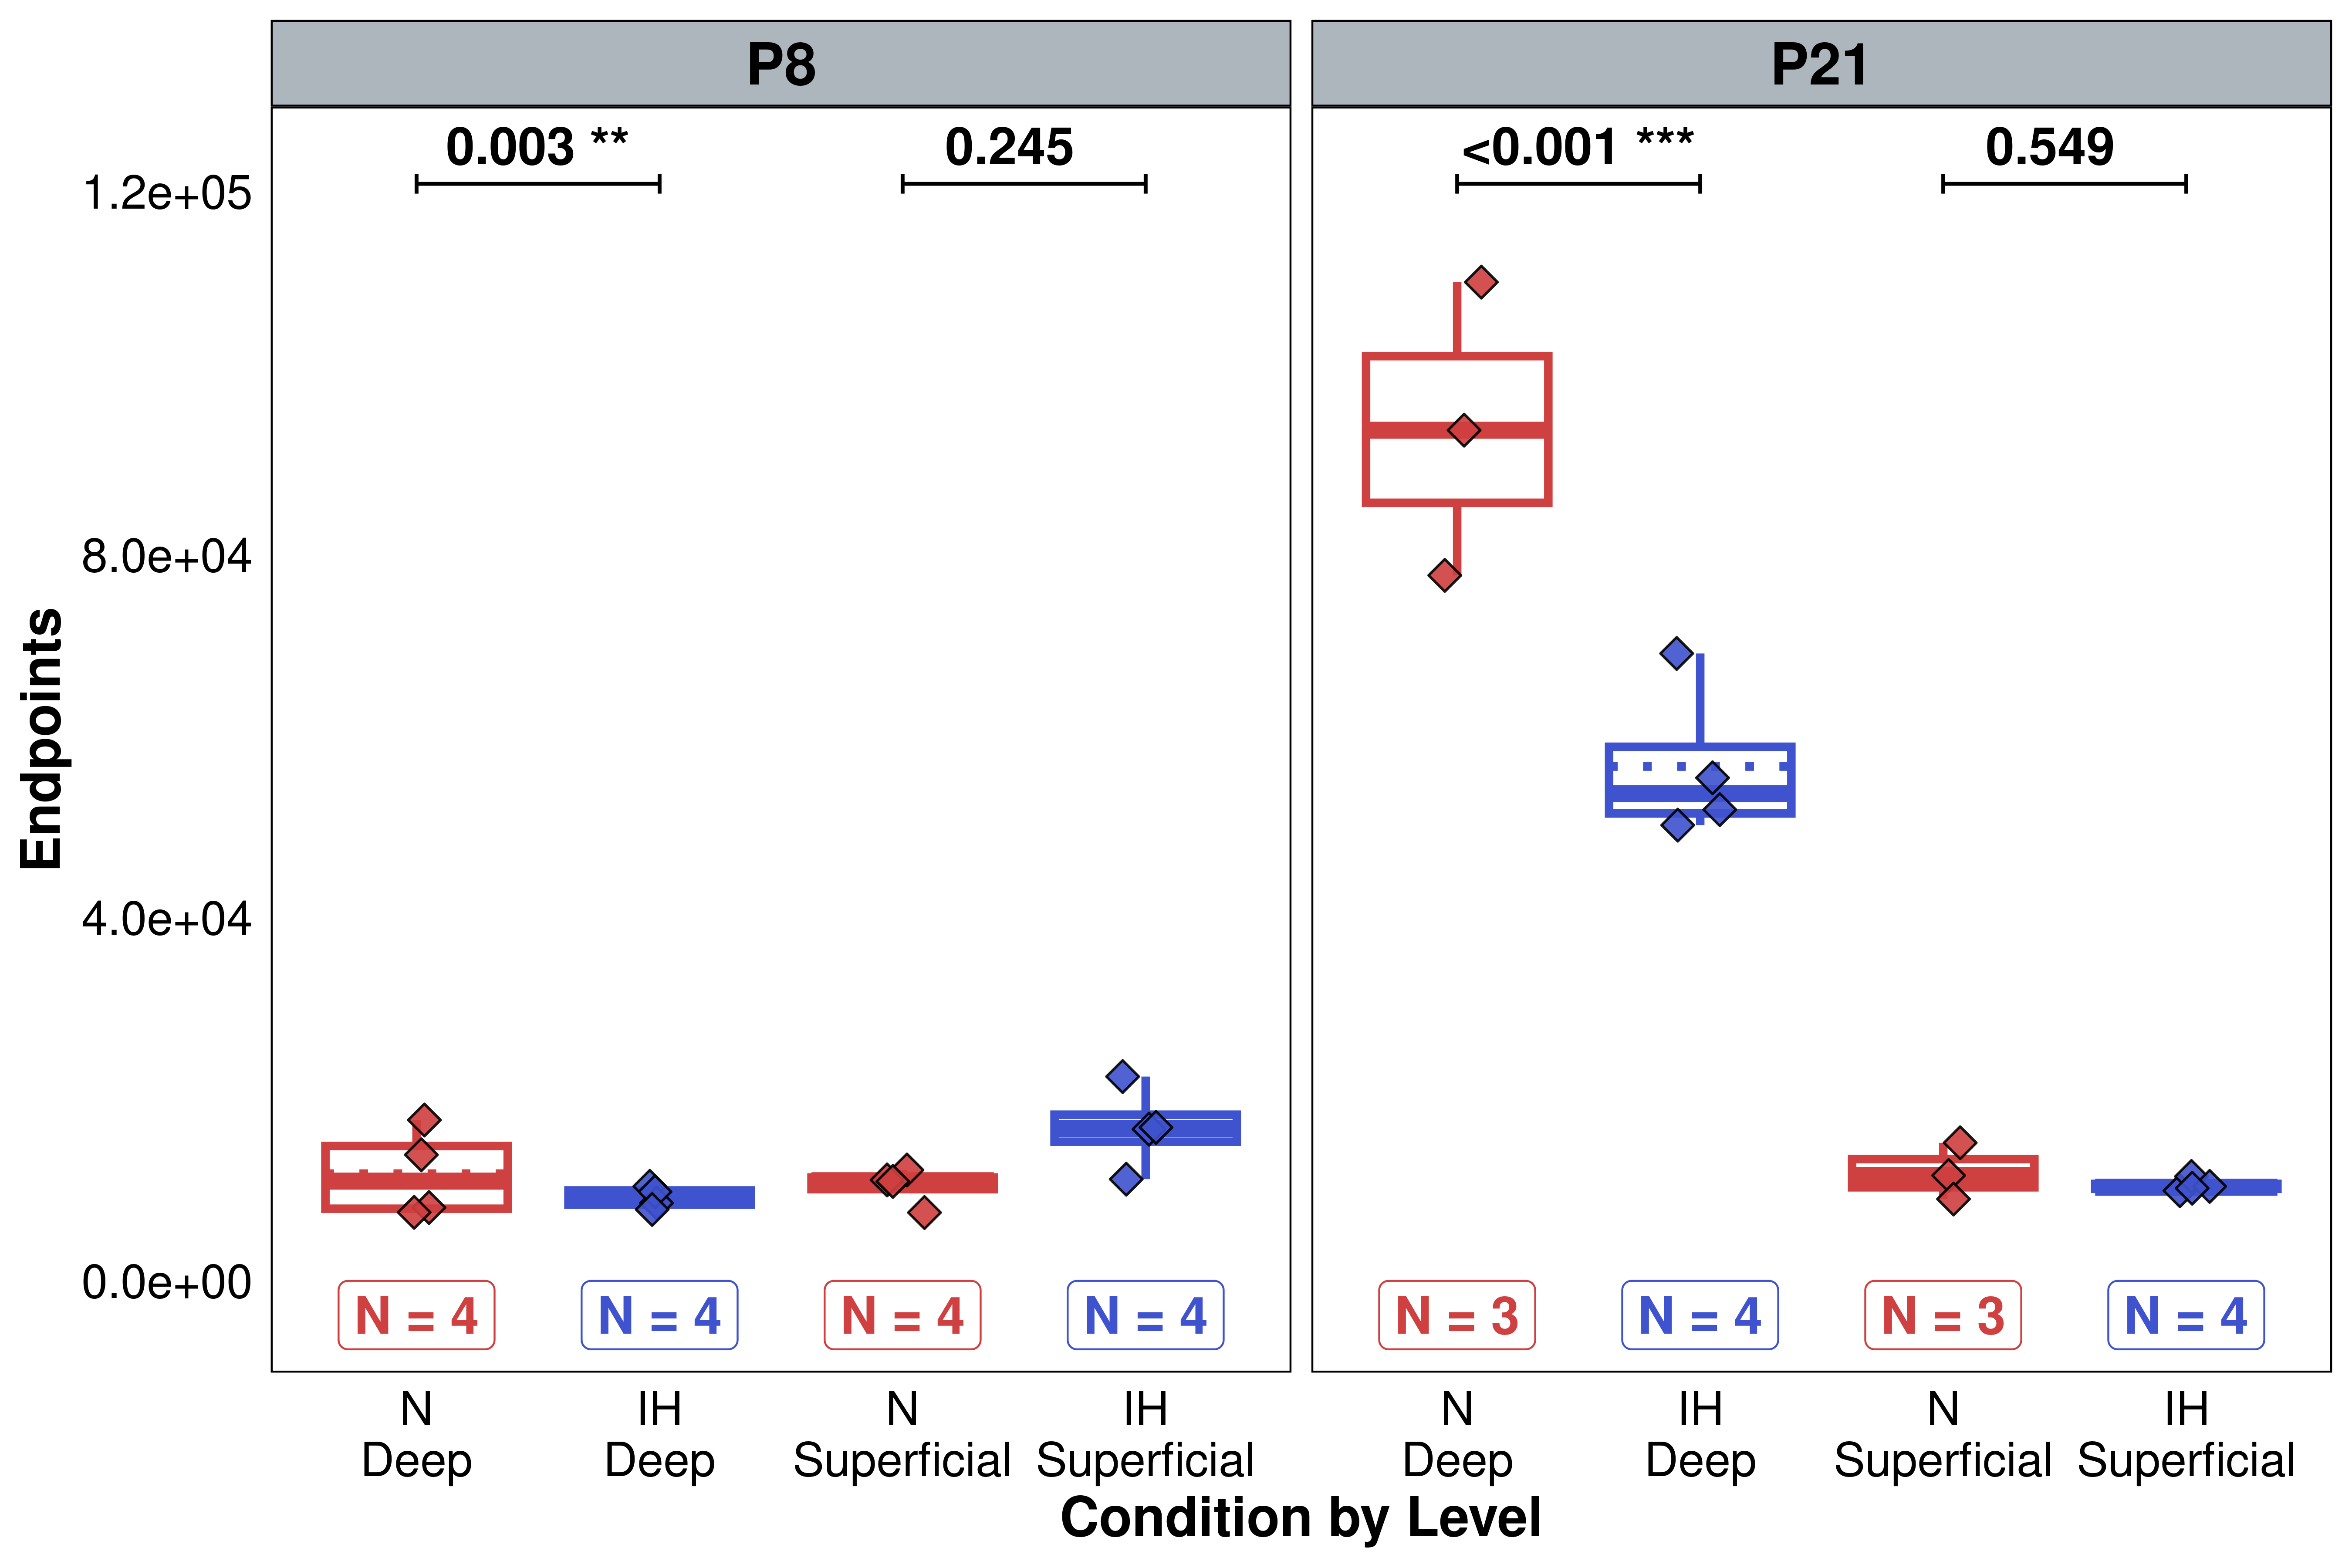 P8
P21
0.003 **
0.245
<0.001 ***
0.549
1.2e+05
8.0e+04
4.0e+04
0.0e+00
Endpoints
N = 4
N = 4
N = 4
N = 4
N = 3
N = 4
N = 3
N = 4
N
Deep
IH
Deep
N
Superficial
IH
Superficial
N
Deep
IH
Deep
N
Superficial
IH
Superficial
Condition by Level